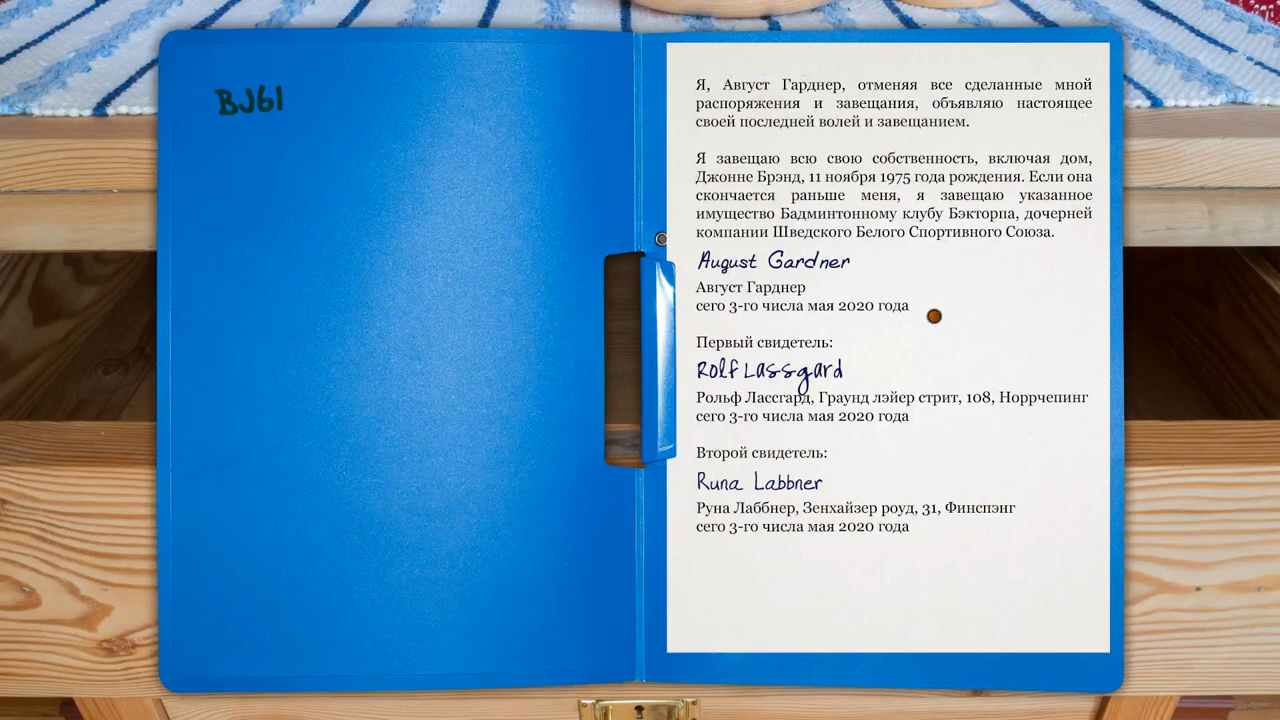 BJ61
Я, Август Гарднер, отменяя все сделанные мной
распоряжения и завещания, объявляю настоящее
своей последней волей и завещанием.
Я завещаю всю свою собственность, включая дом,
Джонне Брэнд, 11 ноября 1975 года рождения. Если она
скончается раньше меня, я завещаю указанное
имущество Бадминтонному клубу Бэкторпа, дочерней
компании Шведского Белого Спортивного Союза.
August Gardner
Август Гарднер
сего 3-го числа мая 2020 года
Первый свидетель:
Rolf Lassgard
Рольф Лассгард, Граунд лэйер стрит, 108, Норрчепинг
сего 3-го числа мая 2020 года
Второй свидетель:
Runa Labbner
Руна Лаббнер, Зенхайзер роуд, 31, Финспэнг
сего 3-го числа мая 2020 года